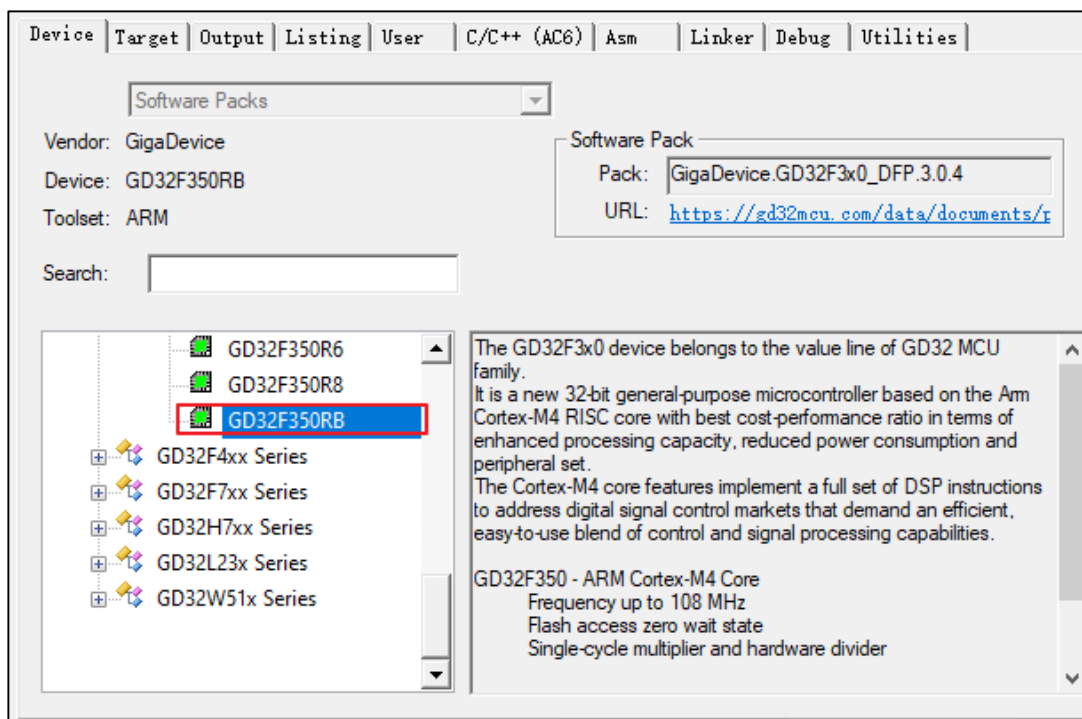 Device Target Output Listing User C/C++ (AC6) Asm Linker Debug Utilities
Software Packs
Vendor: GigaDevice
Device: GD32F350RB
Toolset: ARM
Software Pack
Pack: GigaDevice.GD32F3x0_DFP.3.0.4
URL: https://gd32mcu.com/data/documents/p
Search:
GD32F350R6
GD32F350R8
GD32F350RB
GD32F4xx Series
GD32F7xx Series
GD32H7xx Series
GD32L23x Series
GD32W51x Series
The GD32F3x0 device belongs to the value line of GD32 MCU
family.
It is a new 32-bit general-purpose microcontroller based on the Arm
Cortex-M4 RISC core with best cost-performance ratio in terms of
enhanced processing capacity, reduced power consumption and
peripheral set.
The Cortex-M4 core features implement a full set of DSP instructions
to address digital signal control markets that demand an efficient,
easy-to-use blend of control and signal processing capabilities.
GD32F350 - ARM Cortex-M4 Core
Frequency up to 108 MHz
Flash access zero wait state
Single-cycle multiplier and hardware divider